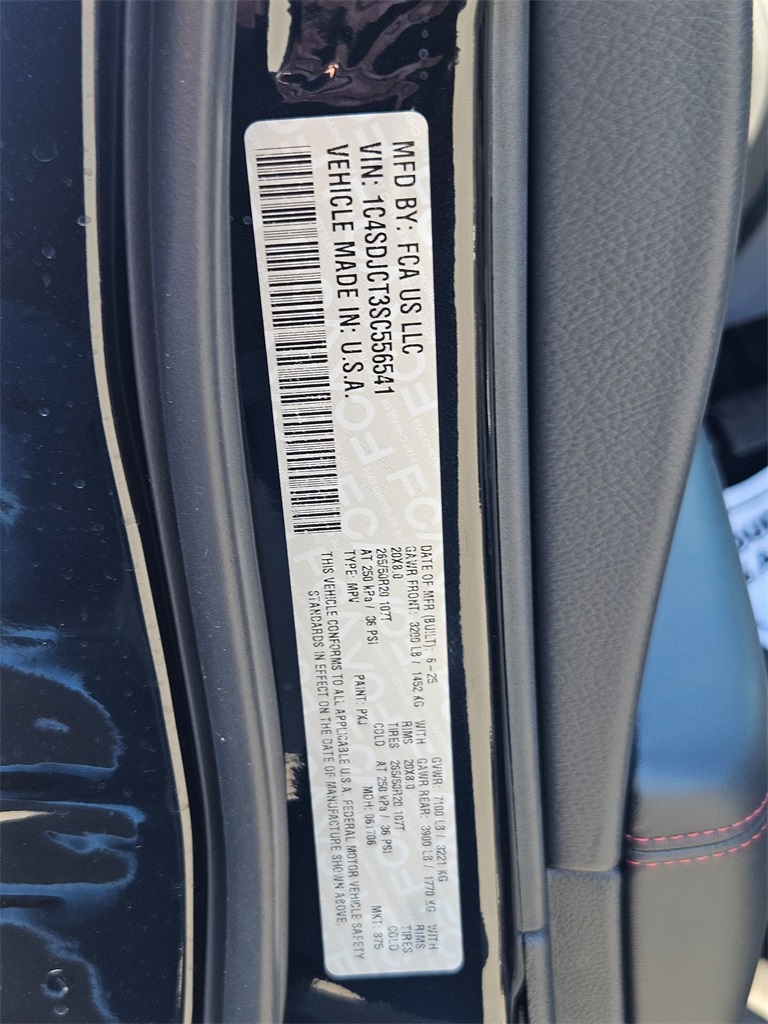 MFD BY: FCA US LLC
VIN: 1C4SDJCT3SC556541
VEHICLE MADE IN: U.S.A.
DATE OF MFR (BUILT): 6-25 GVWR: 7100 LB / 3221 KG
GAWR FRONT: 3200 LB / 1452 KG WITH GAWR REAR: 3900 LB / 1770 KG WITH
20X8.0 RIMS 20X8.0 RIMS
265/50R20 107T TIRES 265/50R20 107T TIRES
AT 250 kPa / 36 PSI COLD AT 250 kPa / 36 PSI COLD
TYPE: MPV PAINT: PXJ MDH: 061706 MKT: 875
THIS VEHICLE CONFORMS TO ALL APPLICABLE U.S.A. FEDERAL MOTOR VEHICLE SAFETY
STANDARDS IN EFFECT ON THE DATE OF MANUFACTURE SHOWN ABOVE.